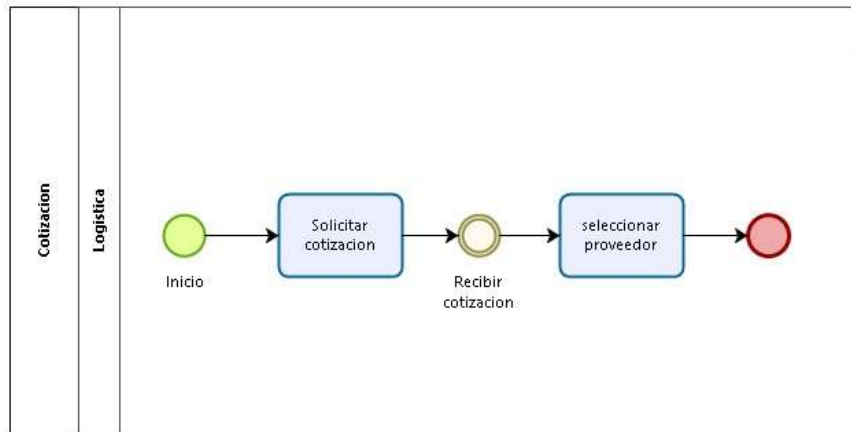 Cotizacion
Logistica
Inicio
Solicitar
cotizacion
Recibir
cotizacion
seleccionar
proveedor